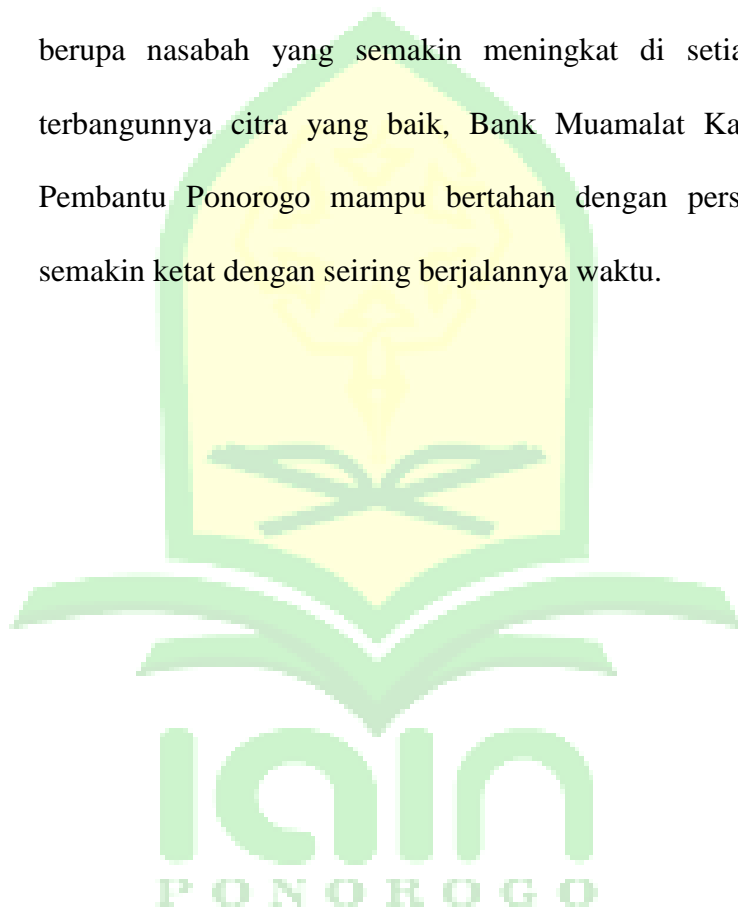 berupa nasabah yang semakin meningkat di setia
terbangunnya citra yang baik, Bank Muamalat Ka
Pembantu Ponorogo mampu bertahan dengan pers
semakin ketat dengan seiring berjalannya waktu.
iain
PONOROGO